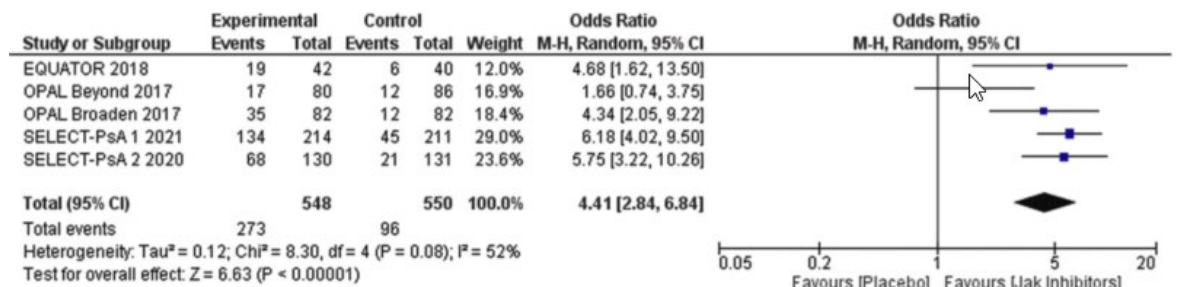 Experimental Control Odds Ratio Odds Ratio
Study or Subgroup Events Total Events Total Weight M-H, Random, 95% CI M-H, Random, 95% CI
EQUATOR 2018 19 42 6 40 12.0% 4.68 [1.62, 13.50]
OPAL Beyond 2017 17 80 12 86 16.9% 1.66 [0.74, 3.75]
OPAL Broaden 2017 35 82 12 82 18.4% 4.34 [2.05, 9.22]
SELECT-PsA 1 2021 134 214 45 211 29.0% 6.18 [4.02, 9.50]
SELECT-PsA 2 2020 68 130 21 131 23.6% 5.75 [3.22, 10.26]
Total (95% CI) 548 550 100.0% 4.41 [2.84, 6.84]
Total events 273 96
Heterogeneity: Tau² = 0.12; Chi² = 8.30, df = 4 (P = 0.08); I² = 52%
Test for overall effect: Z = 6.63 (P < 0.00001)
0.05 0.2 1 5 20
Favours [Placebo] Favours [Jak Inhibitors]